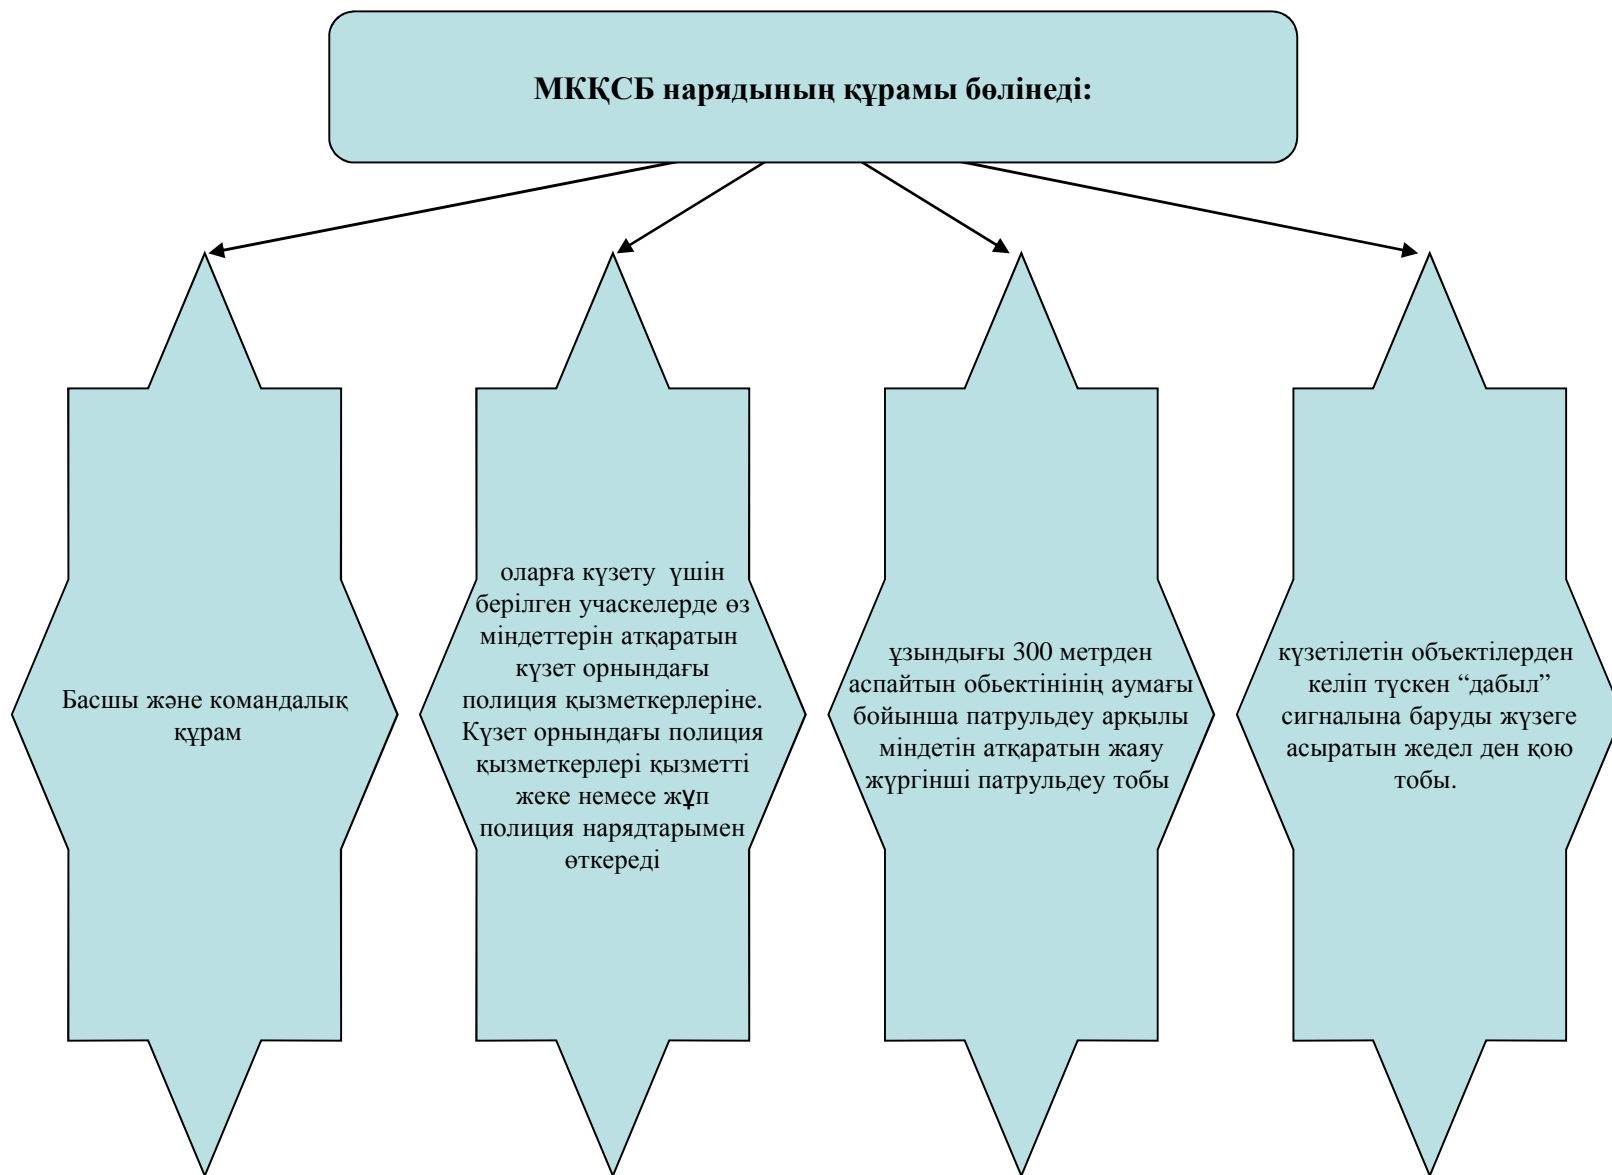 МКҚСБ нарядының құрамы бөлінеді:
Басшы және командалық
құрам
оларға күзету үшін
берілген учаскелерде өз
міндеттерін атқаратын
күзет орнындағы
полиция қызметкерлеріне.
Күзет орнындағы полиция
қызметкерлері қызметті
жеке немесе жұп
полиция нарядтарымен
өткереді
ұзындығы 300 метрден
аспайтын обьектінінің аумағы
бойынша патрульдеу арқылы
міндетін атқаратын жаяу
жүргінші патрульдеу тобы
күзетілетін объектілерден
келіп түскен “дабыл”
сигналына баруды жүзеге
асыратын жедел ден қою
тобы.